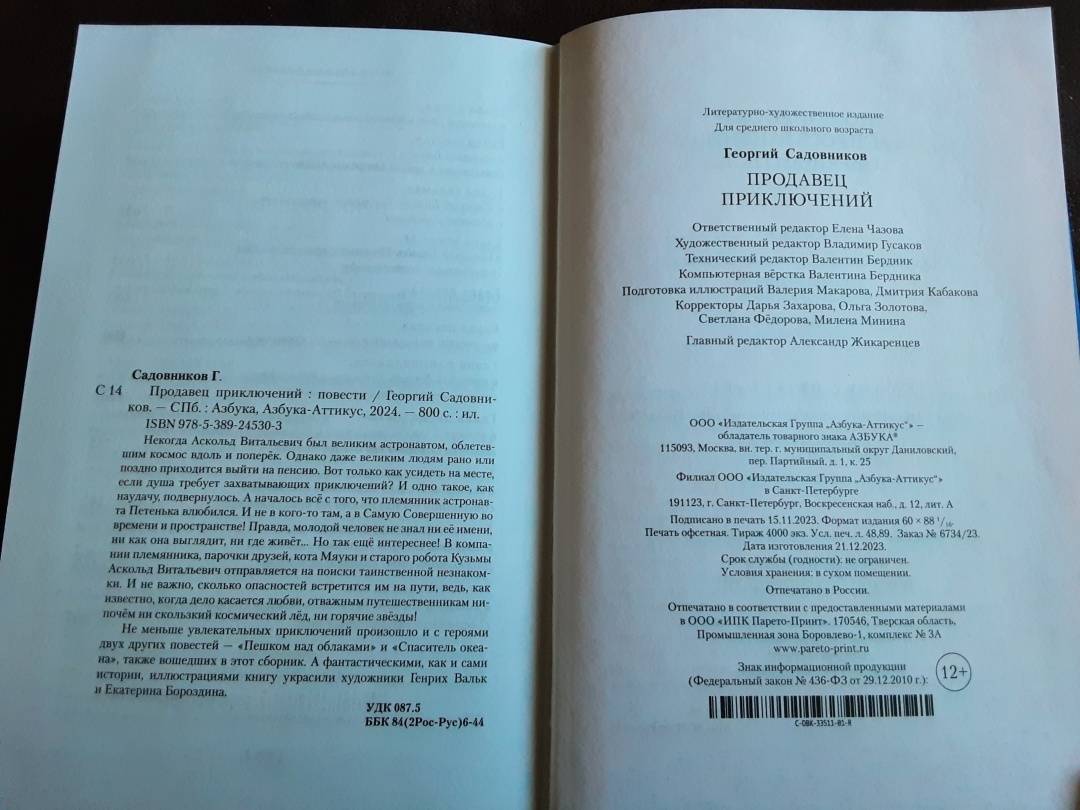 Садовников Г.
С 14 Продавец приключений : повести / Георгий Садовни-
ков. — СПб. : Азбука, Азбука-Аттикус, 2024. — 800 с. : ил.
ISBN 978-5-389-24530-3
Некогда Аскольд Витальевич был великим астронавтом, облетев-
шим космос вдоль и поперёк. Однако даже великим людям рано или
поздно приходится выйти на пенсию. Вот только как усидеть на месте,
если душа требует захватывающих приключений? И одно такое, как
наудачу, подвернулось. А началось всё с того, что племянник астронав-
та Петенька влюбился. И не в кого-то там, а в Самую Совершенную во
времени и пространстве! Правда, молодой человек не знал ни её имени,
ни как она выглядит, ни где живёт... Но так ещё интереснее! В компа-
нии племянника, парочки друзей, кота Мяуки и старого робота Кузьмы
Аскольд Витальевич отправляется на поиски таинственной незнаком-
ки. И не важно, сколько опасностей встретится им на пути, ведь, как
известно, когда дело касается любви, отважным путешественникам ни-
почём ни скользкий космический лёд, ни горячие звёзды!
Не меньше увлекательных приключений произошло и с героями
двух других повестей — «Пешком над облаками» и «Спаситель океа-
на», также вошедших в этот сборник. А фантастическими, как и сами
истории, иллюстрациями книгу украсили художники Генрих Вальк
и Екатерина Бороздина.
УДК 087.5
ББК 84(2Рос-Рус)6-44
Литературно-художественное издание
Для среднего школьного возраста
Георгий Садовников
ПРОДАВЕЦ
ПРИКЛЮЧЕНИЙ
Ответственный редактор Елена Чазова
Художественный редактор Владимир Гусаков
Технический редактор Валентин Бердник
Компьютерная вёрстка Валентина Бердника
Подготовка иллюстраций Валерия Макарова, Дмитрия Кабакова
Корректоры Дарья Захарова, Ольга Золотова,
Светлана Фёдорова, Милена Минина
Главный редактор Александр Жикаренцев
ООО «Издательская Группа „Азбука-Аттикус“» —
обладатель товарного знака АЗБУКА®
115093, Москва, вн. тер. г. муниципальный округ Даниловский,
пер. Партийный, д. 1, к. 25
Филиал ООО «Издательская Группа „Азбука-Аттикус“»
в Санкт-Петербурге
191123, г. Санкт-Петербург, Воскресенская наб., д. 12, лит. А
Подписано в печать 15.11.2023. Формат издания 60 × 88 1/16.
Печать офсетная. Тираж 4000 экз. Усл. печ. л. 48,89. Заказ № 6734/23.
Дата изготовления 21.12.2023.
Срок службы (годности): не ограничен.
Условия хранения: в сухом помещении.
Отпечатано в России.
Отпечатано в соответствии с предоставленными материалами
в ООО «ИПК Парето-Принт». 170546, Тверская область,
Промышленная зона Боровлево-1, комплекс № 3А
www.pareto-print.ru
Знак информационной продукции
(Федеральный закон № 436-ФЗ от 29.12.2010 г.): 12+
C-DBK-33511-01-R